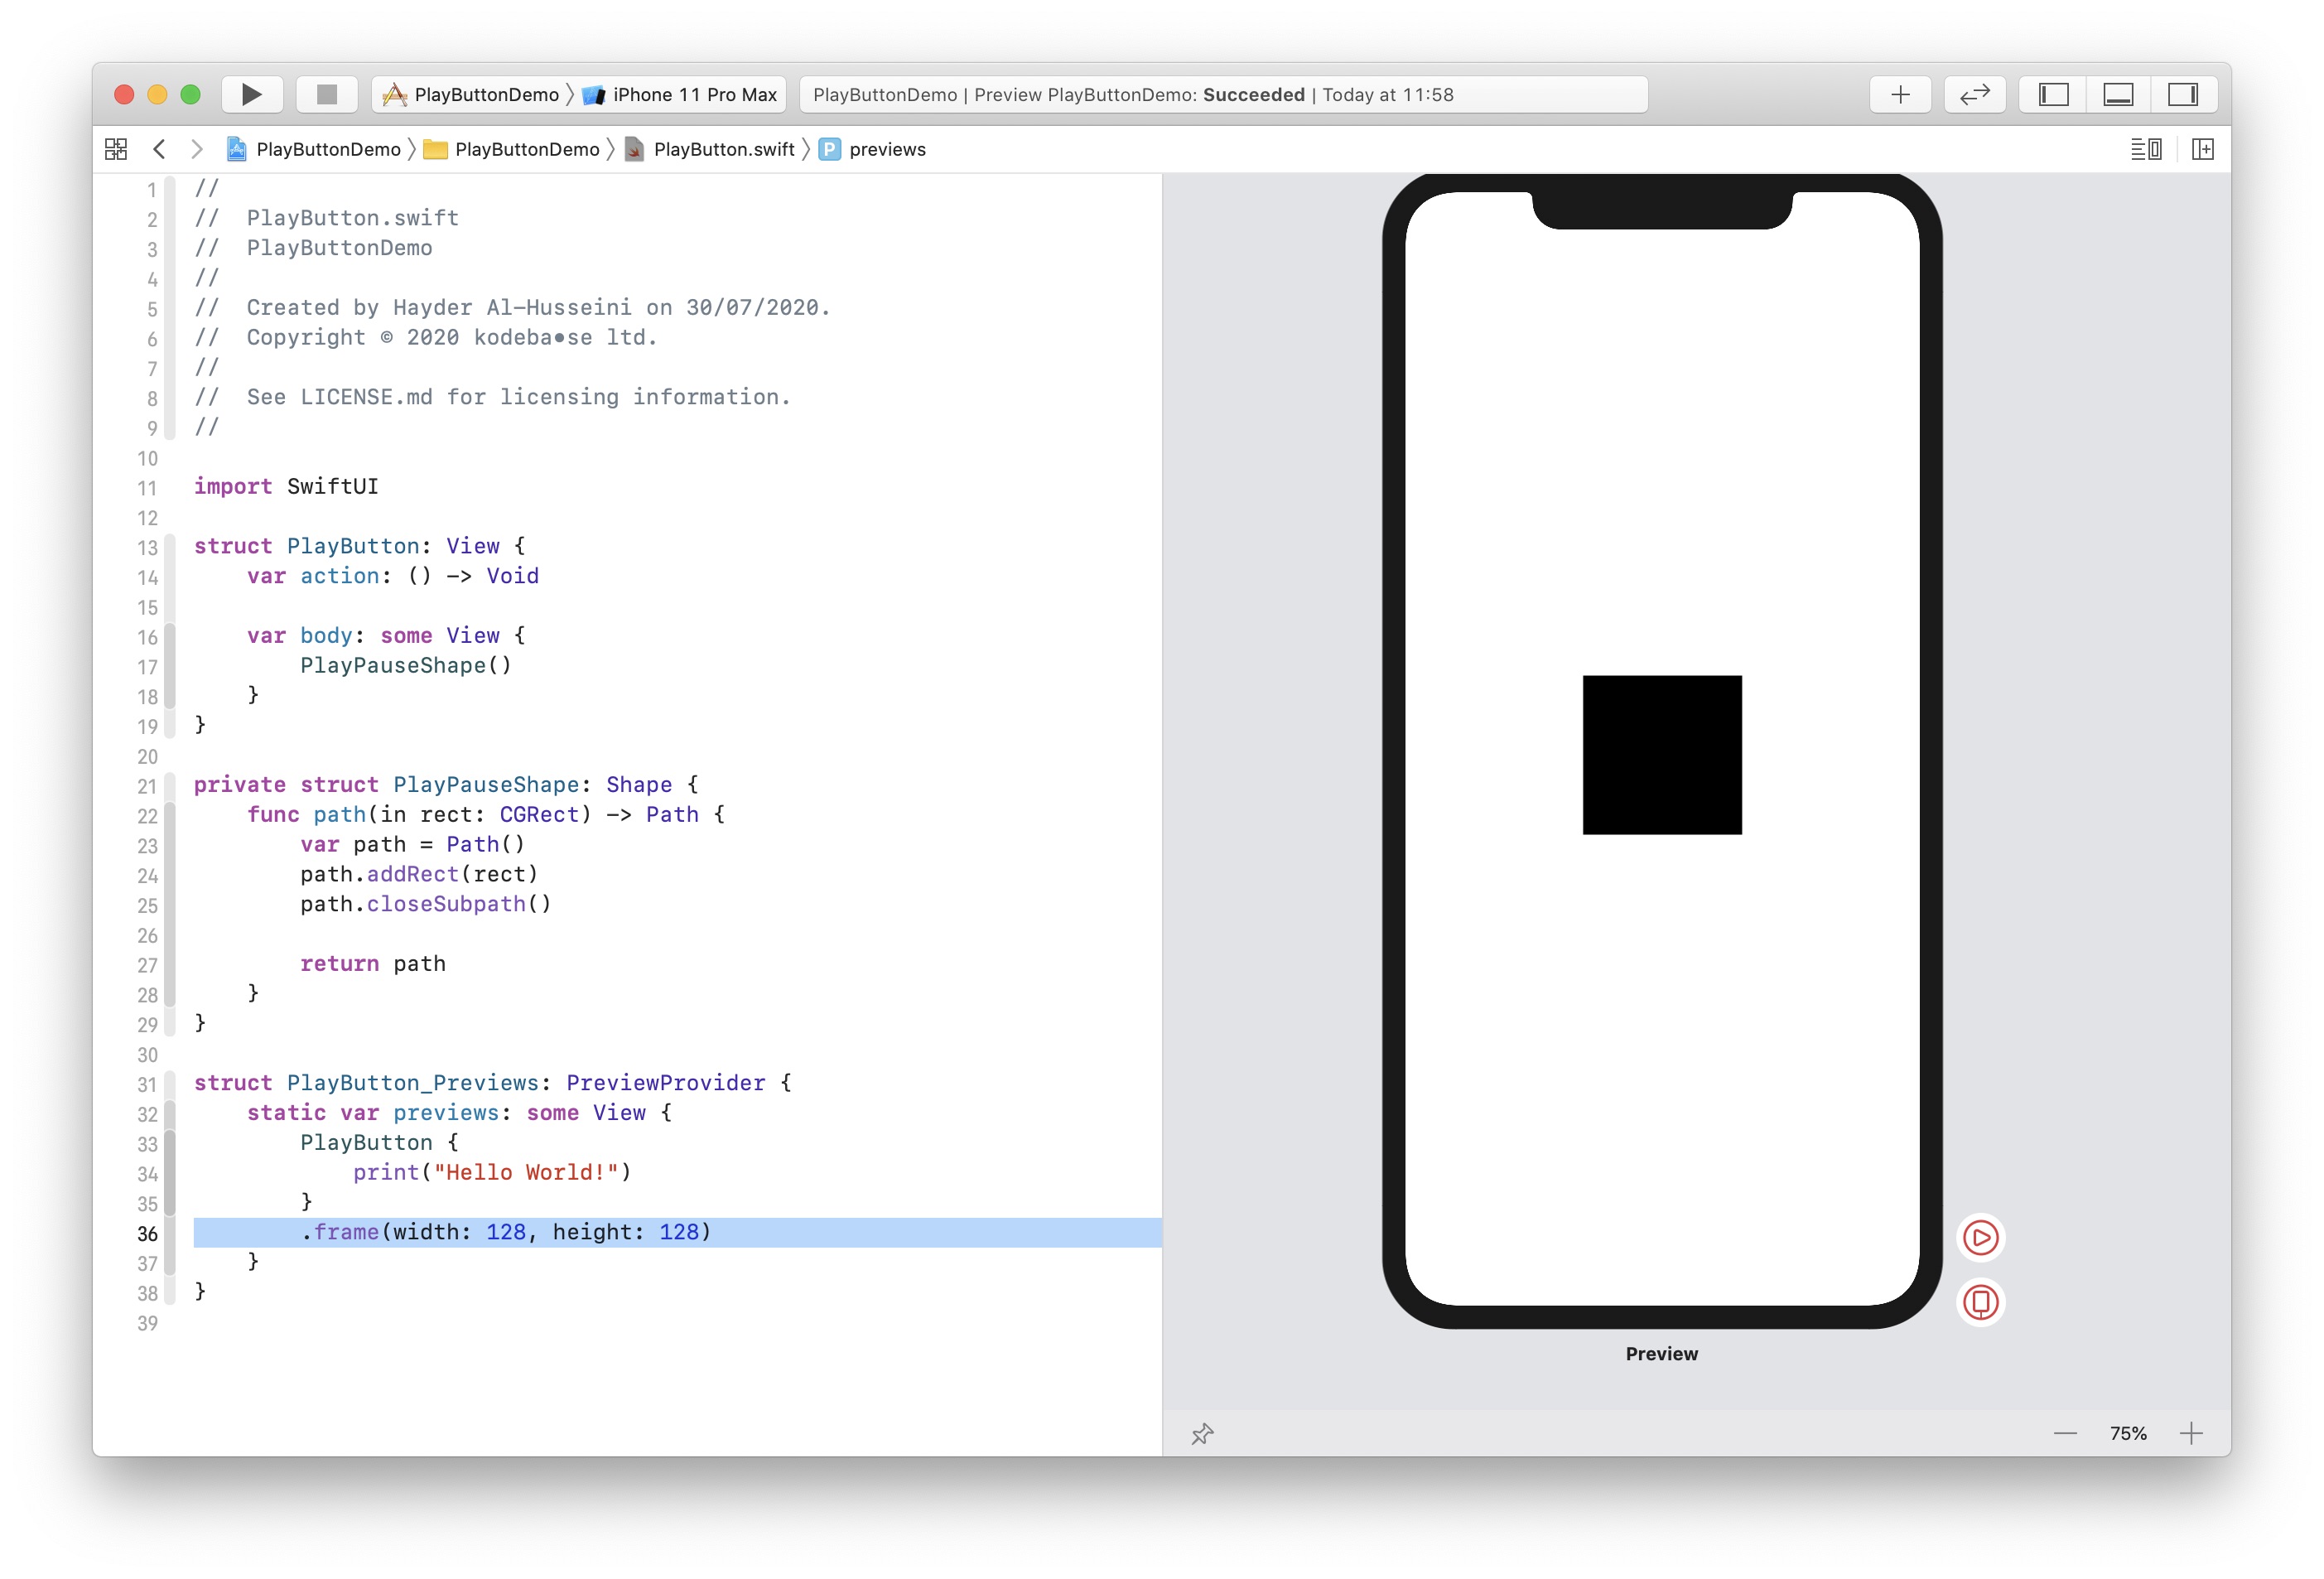 PlayButtonDemo 〉 iPhone 11 Pro Max
PlayButtonDemo | Preview PlayButtonDemo: Succeeded | Today at 11:58
PlayButtonDemo 〉 PlayButtonDemo 〉 PlayButton.swift 〉 P previews
1 //
2 //  PlayButton.swift
3 //  PlayButtonDemo
4 //
5 //  Created by Hayder Al-Husseini on 30/07/2020.
6 //  Copyright © 2020 kodeba●se ltd.
7 //
8 //  See LICENSE.md for licensing information.
9 //
10
11 import SwiftUI
12
13 struct PlayButton: View {
14     var action: () -> Void
15
16     var body: some View {
17         PlayPauseShape()
18     }
19 }
20
21 private struct PlayPauseShape: Shape {
22     func path(in rect: CGRect) -> Path {
23         var path = Path()
24         path.addRect(rect)
25         path.closeSubpath()
26
27         return path
28     }
29 }
30
31 struct PlayButton_Previews: PreviewProvider {
32     static var previews: some View {
33         PlayButton {
34             print("Hello World!")
35         }
36         .frame(width: 128, height: 128)
37     }
38 }
39
Preview
75%